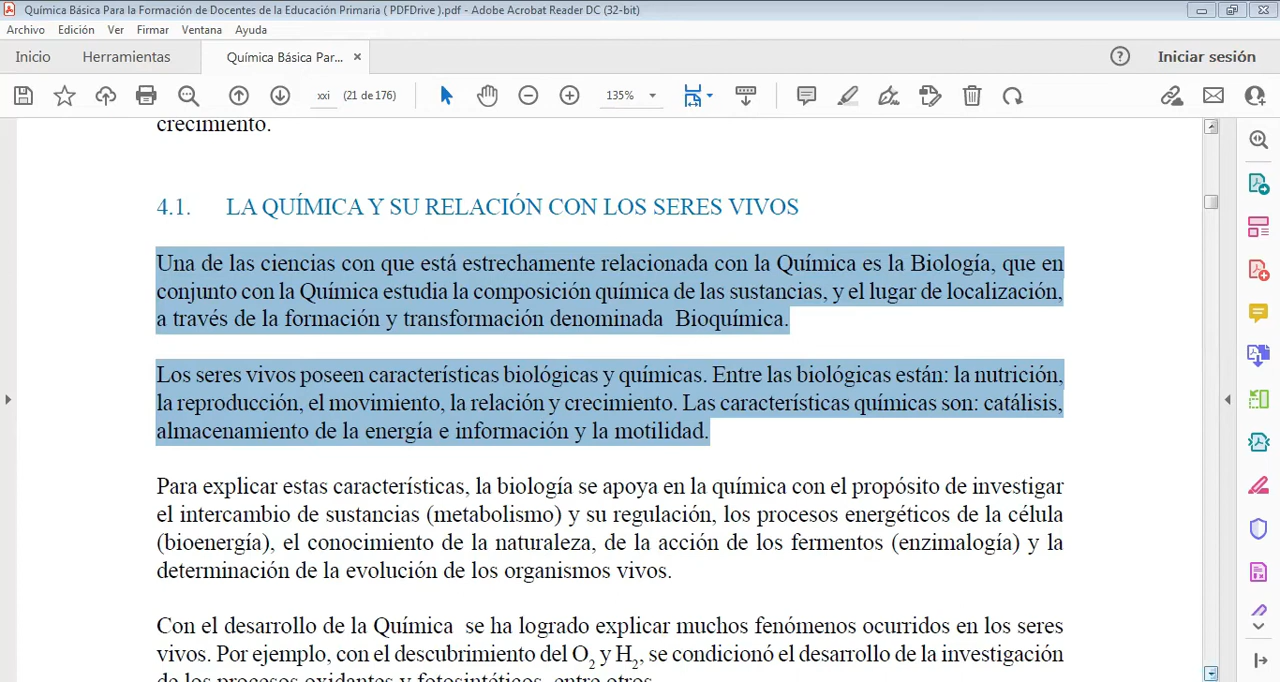 Química Básica Para la Formación de Docentes de la Educación Primaria ( PDFDrive ).pdf - Adobe Acrobat Reader DC (32-bit)
Archivo Edición Ver Firmar Ventana Ayuda
Inicio Herramientas Química Básica Par... × Iniciar sesión
xxi (21 de 176) 135%
crecimiento.
4.1. LA QUÍMICA Y SU RELACIÓN CON LOS SERES VIVOS
Una de las ciencias con que está estrechamente relacionada con la Química es la Biología, que en
conjunto con la Química estudia la composición química de las sustancias, y el lugar de localización,
a través de la formación y transformación denominada Bioquímica.
Los seres vivos poseen características biológicas y químicas. Entre las biológicas están: la nutrición,
la reproducción, el movimiento, la relación y crecimiento. Las características químicas son: catálisis,
almacenamiento de la energía e información y la motilidad.
Para explicar estas características, la biología se apoya en la química con el propósito de investigar
el intercambio de sustancias (metabolismo) y su regulación, los procesos energéticos de la célula
(bioenergía), el conocimiento de la naturaleza, de la acción de los fermentos (enzimalogía) y la
determinación de la evolución de los organismos vivos.
Con el desarrollo de la Química se ha logrado explicar muchos fenómenos ocurridos en los seres
vivos. Por ejemplo, con el descubrimiento del O₂ y H₂, se condicionó el desarrollo de la investigación
de los procesos oxidantes y fotosintéticos, entre otros.